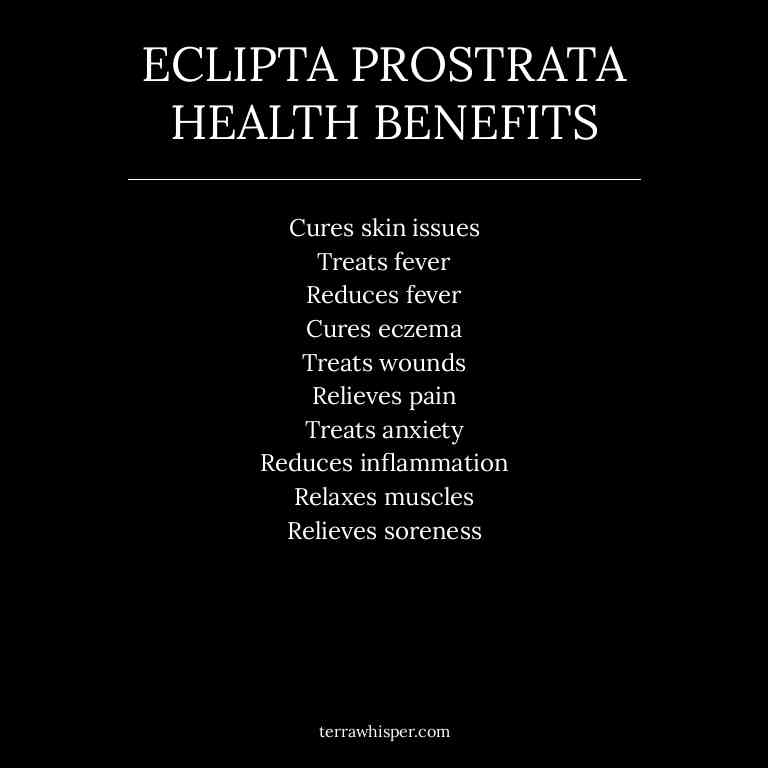 ECLIPTA PROSTRATA
HEALTH BENEFITS
Cures skin issues
Treats fever
Reduces fever
Cures eczema
Treats wounds
Relieves pain
Treats anxiety
Reduces inflammation
Relaxes muscles
Relieves soreness
terrawhisper.com